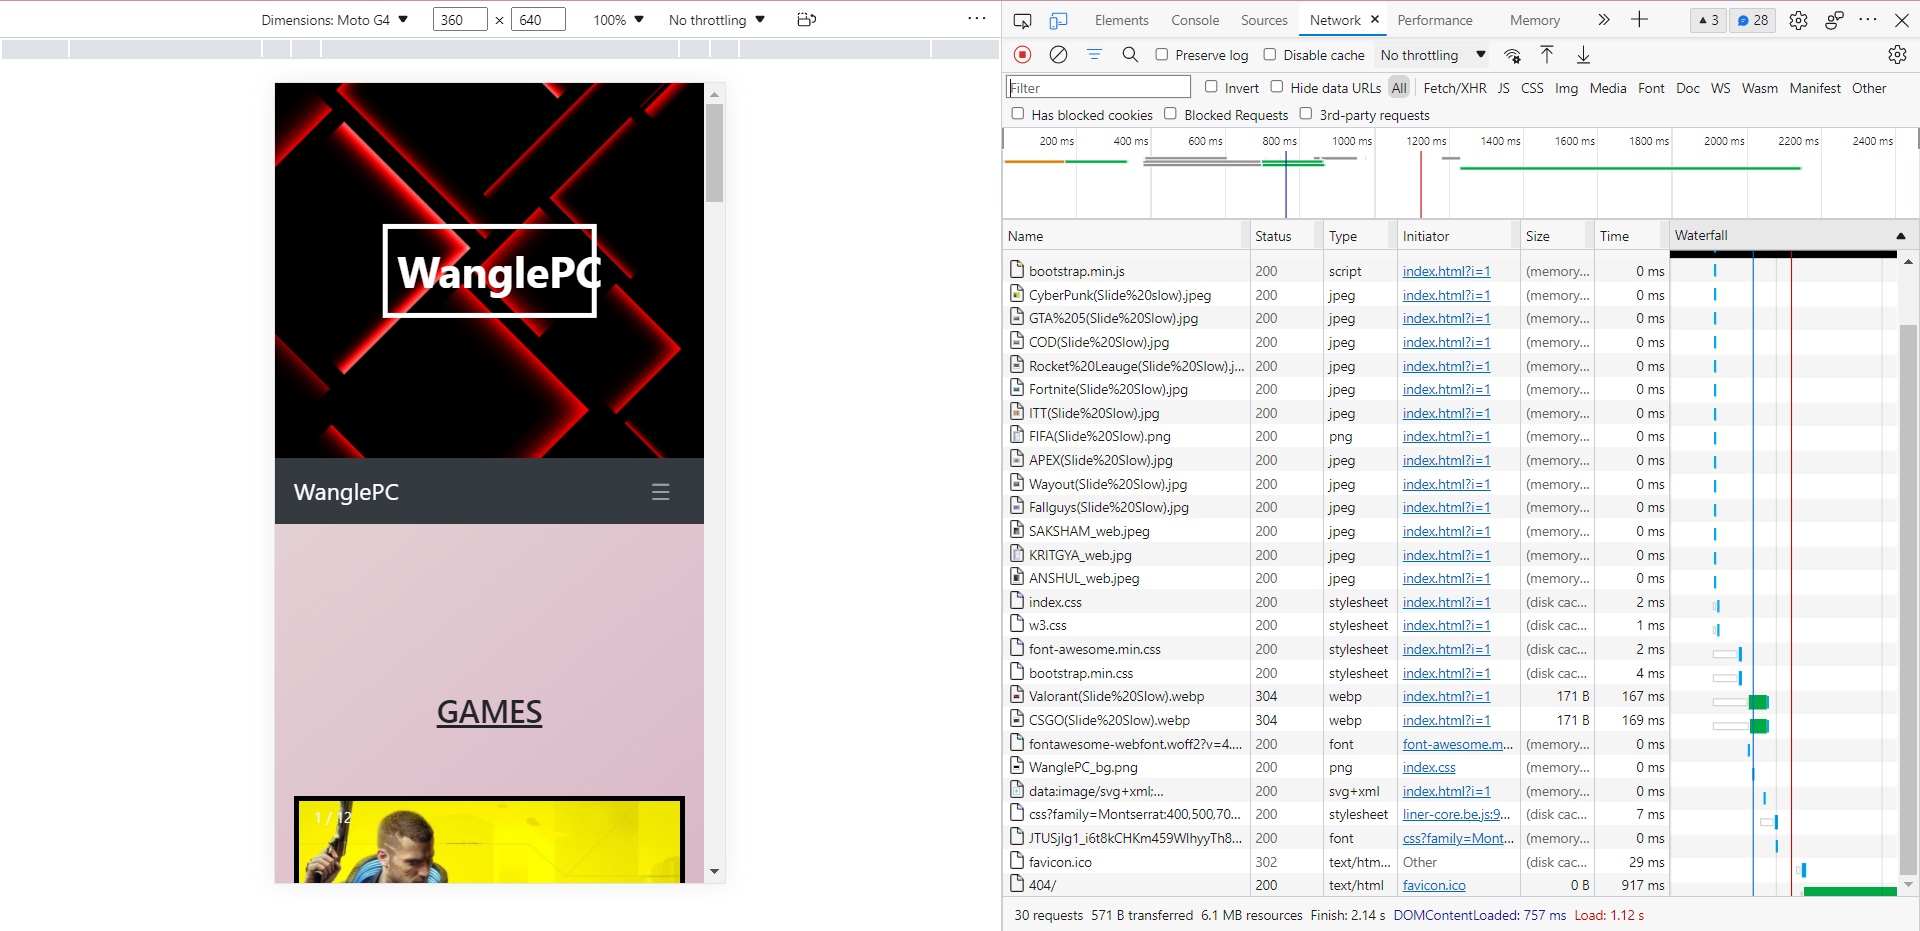 Dimensions: Moto G4 ▼ 360 × 640 100% ▼ No throttling ▼
WanglePC
WanglePC
GAMES
1 / 12
Elements Console Sources Network × Performance Memory 3 28
Preserve log Disable cache No throttling ▼
Filter Invert Hide data URLs All Fetch/XHR JS CSS Img Media Font Doc WS Wasm Manifest Other
Has blocked cookies Blocked Requests 3rd-party requests
200 ms 400 ms 600 ms 800 ms 1000 ms 1200 ms 1400 ms 1600 ms 1800 ms 2000 ms 2200 ms 2400 ms
Name Status Type Initiator Size Time Waterfall
bootstrap.min.js 200 script index.html?i=1 (memory... 0 ms
CyberPunk(Slide%20slow).jpeg 200 jpeg index.html?i=1 (memory... 0 ms
GTA%205(Slide%20Slow).jpg 200 jpeg index.html?i=1 (memory... 0 ms
COD(Slide%20Slow).jpg 200 jpeg index.html?i=1 (memory... 0 ms
Rocket%20Leauge(Slide%20Slow).j... 200 jpeg index.html?i=1 (memory... 0 ms
Fortnite(Slide%20Slow).jpg 200 jpeg index.html?i=1 (memory... 0 ms
ITT(Slide%20Slow).jpg 200 jpeg index.html?i=1 (memory... 0 ms
FIFA(Slide%20Slow).png 200 png index.html?i=1 (memory... 0 ms
APEX(Slide%20Slow).jpg 200 jpeg index.html?i=1 (memory... 0 ms
Wayout(Slide%20Slow).jpg 200 jpeg index.html?i=1 (memory... 0 ms
Fallguys(Slide%20Slow).jpg 200 jpeg index.html?i=1 (memory... 0 ms
SAKSHAM_web.jpeg 200 jpeg index.html?i=1 (memory... 0 ms
KRITGYA_web.jpg 200 jpeg index.html?i=1 (memory... 0 ms
ANSHUL_web.jpeg 200 jpeg index.html?i=1 (memory... 0 ms
index.css 200 stylesheet index.html?i=1 (disk cac... 2 ms
w3.css 200 stylesheet index.html?i=1 (disk cac... 1 ms
font-awesome.min.css 200 stylesheet index.html?i=1 (disk cac... 2 ms
bootstrap.min.css 200 stylesheet index.html?i=1 (disk cac... 4 ms
Valorant(Slide%20Slow).webp 304 webp index.html?i=1 171 B 167 ms
CSGO(Slide%20Slow).webp 304 webp index.html?i=1 171 B 169 ms
fontawesome-webfont.woff2?v=4.... 200 font font-awesome.m... (memory... 0 ms
WanglePC_bg.png 200 png index.css (memory... 0 ms
data:image/svg+xml;... 200 svg+xml index.html?i=1 (memory... 0 ms
css?family=Montserrat:400,500,70... 200 stylesheet liner-core.be.js:9... (disk cac... 7 ms
JTUSjIg1_i6t8kCHKm459WlhyyTh8... 200 font css?family=Mont... (memory... 0 ms
favicon.ico 302 text/htm... Other (disk cac... 29 ms
404/ 200 text/html favicon.ico 0 B 917 ms
30 requests 571 B transferred 6.1 MB resources Finish: 2.14 s DOMContentLoaded: 757 ms Load: 1.12 s